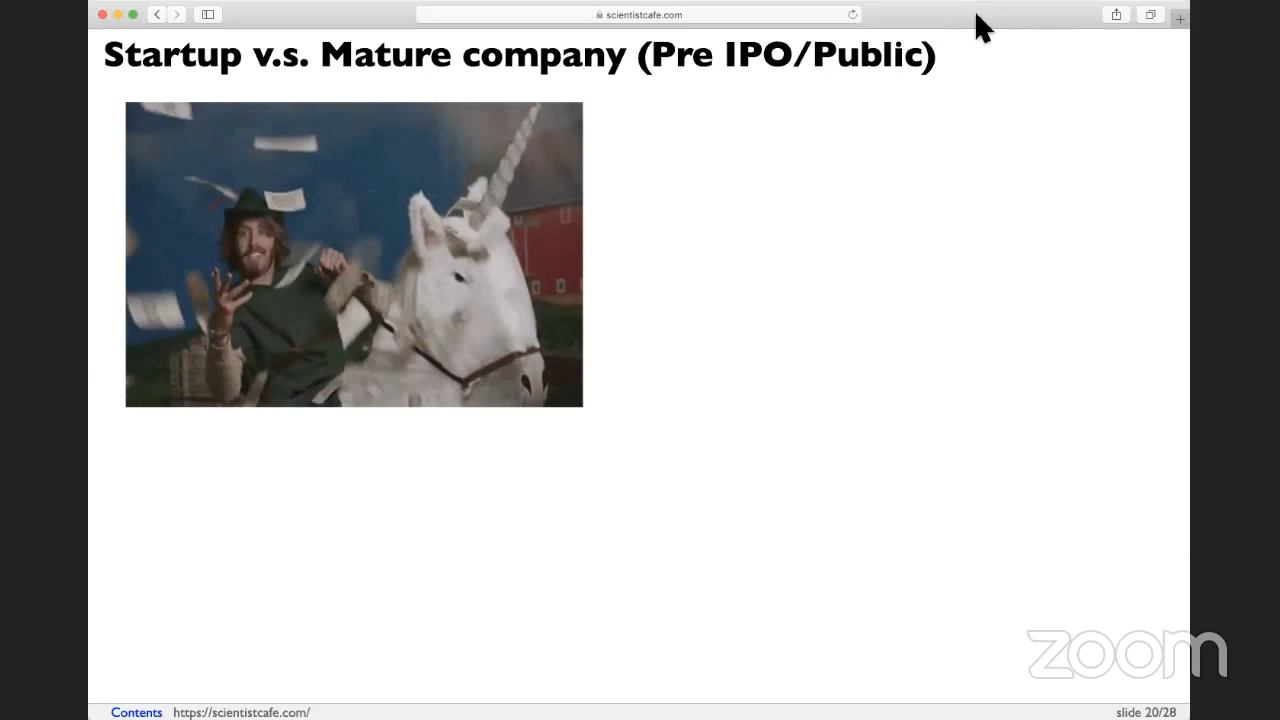 scientistcafe.com
Startup v.s. Mature company (Pre IPO/Public)
zoom
Contents https://scientistcafe.com/ slide 20/28